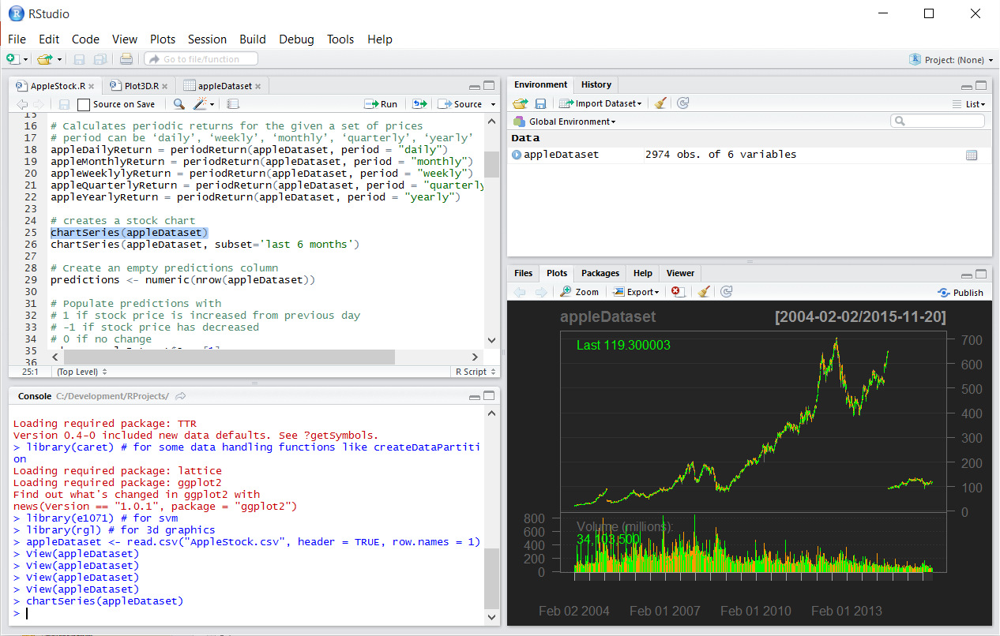 RStudio
File Edit Code View Plots Session Build Debug Tools Help
Go to file/function
Project: (None)
AppleStock.R
Plot3D.R
appleDataset
Source on Save
Run
Source
15
16 # Calculates periodic returns for the given a set of prices
17 # period can be ‘daily’, ‘weekly’, ‘monthly’, ‘quarterly’, ‘yearly’
18 appleDailyReturn = periodReturn(appleDataset, period = "daily")
19 appleMonthlyReturn = periodReturn(appleDataset, period = "monthly")
20 appleWeeklylyReturn = periodReturn(appleDataset, period = "weekly")
21 appleQuarterlyReturn = periodReturn(appleDataset, period = "quarterly
22 appleYearlyReturn = periodReturn(appleDataset, period = "yearly")
23
24 # creates a stock chart
25 chartSeries(appleDataset)
26 chartSeries(appleDataset, subset='last 6 months')
27
28 # Create an empty predictions column
29 predictions <- numeric(nrow(appleDataset))
30
31 # Populate predictions with
32 # 1 if stock price is increased from previous day
33 # -1 if stock price has decreased
34 # 0 if no change
35
36
25:1 (Top Level) R Script
Console C:/Development/RProjects/
Loading required package: TTR
Version 0.4-0 included new data defaults. See ?getSymbols.
> library(caret) # for some data handling functions like createDataPartiti
on
Loading required package: lattice
Loading required package: ggplot2
Find out what's changed in ggplot2 with
news(Version == "1.0.1", package = "ggplot2")
> library(e1071) # for svm
> library(rgl) # for 3d graphics
> appleDataset <- read.csv("AppleStock.csv", header = TRUE, row.names = 1)
> View(appleDataset)
> View(appleDataset)
> View(appleDataset)
> View(appleDataset)
> chartSeries(appleDataset)
>
Environment History
Import Dataset
List
Global Environment
Data
appleDataset 2974 obs. of 6 variables
Files Plots Packages Help Viewer
Zoom Export Publish
appleDataset [2004-02-02/2015-11-20]
Last 119.300003
700
600
500
400
300
200
100
0
Volume (millions):
34,103,500
800
600
400
200
0
Feb 02 2004 Feb 01 2007 Feb 01 2010 Feb 01 2013